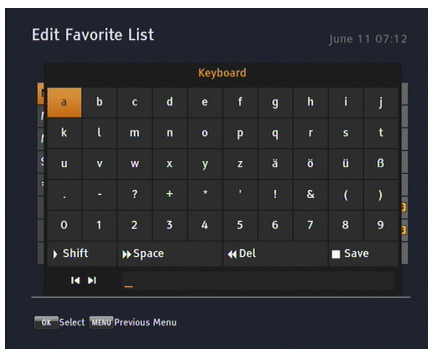 Edit Favorite List
June 11 07:12
Keyboard
a b c d e f g h i j
k l m n o p q r s t
u v w x y z ä ö ü ß
. - ? + * ' ! & ( )
0 1 2 3 4 5 6 7 8 9
Shift Space Del Save
_
OK Select MENU Previous Menu